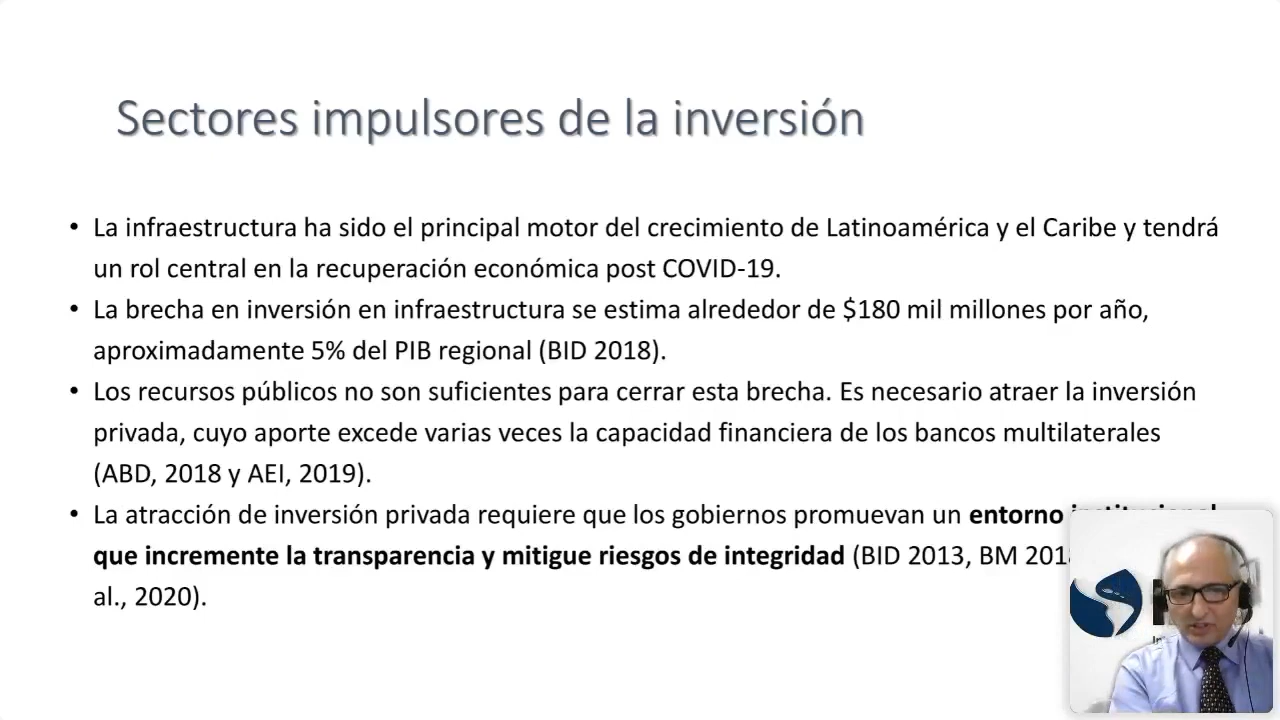 Sectores impulsores de la inversión
• La infraestructura ha sido el principal motor del crecimiento de Latinoamérica y el Caribe y tendrá
un rol central en la recuperación económica post COVID-19.
• La brecha en inversión en infraestructura se estima alrededor de $180 mil millones por año,
aproximadamente 5% del PIB regional (BID 2018).
• Los recursos públicos no son suficientes para cerrar esta brecha. Es necesario atraer la inversión
privada, cuyo aporte excede varias veces la capacidad financiera de los bancos multilaterales
(ABD, 2018 y AEI, 2019).
• La atracción de inversión privada requiere que los gobiernos promuevan un entorno institucional
que incremente la transparencia y mitigue riesgos de integridad (BID 2013, BM
al., 2020).